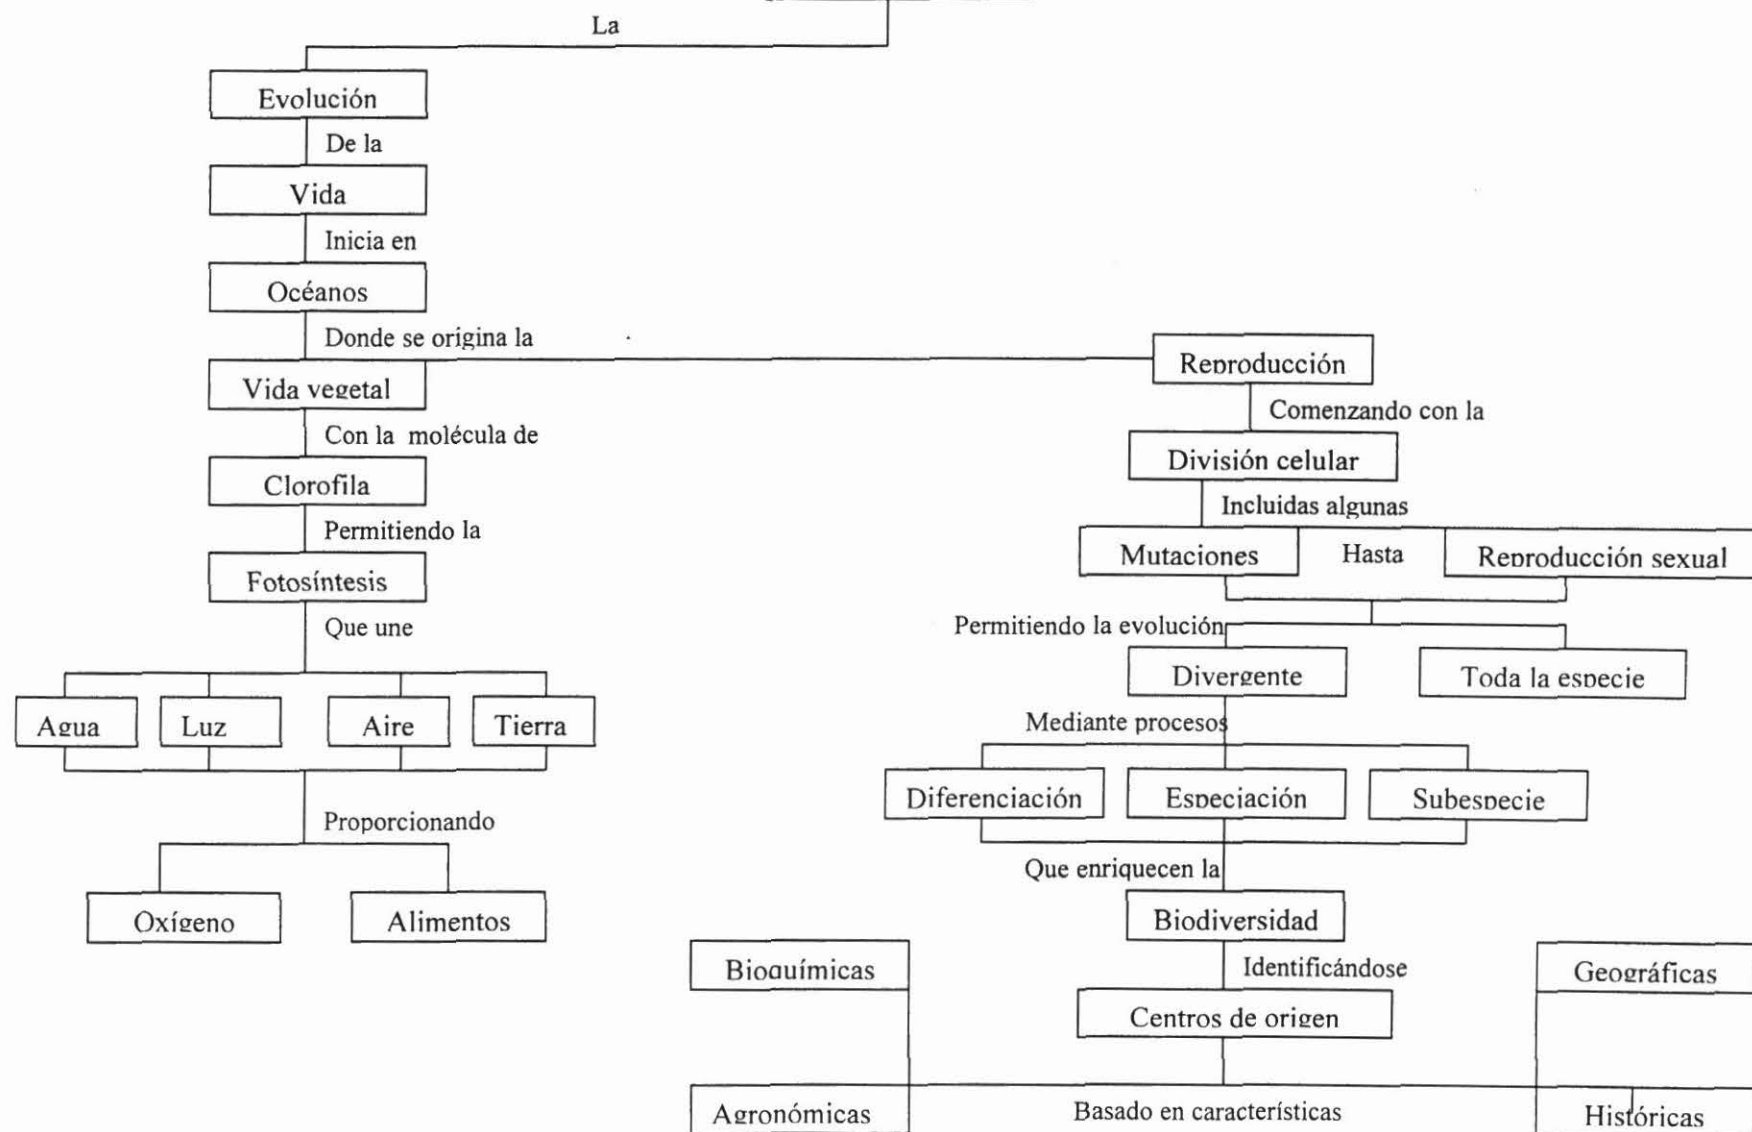 La
Evolución
De la
Vida
Inicia en
Océanos
Donde se origina la
Vida vegetal
Con la molécula de
Clorofila
Permitiendo la
Fotosíntesis
Que une
Agua
Luz
Aire
Tierra
Proporcionando
Oxígeno
Alimentos
Reproducción
Comenzando con la
División celular
Incluidas algunas
Mutaciones
Hasta
Reproducción sexual
Permitiendo la evolución
Divergente
Toda la especie
Mediante procesos
Diferenciación
Especiación
Subespecie
Que enriquecen la
Biodiversidad
Identificándose
Centros de origen
Bioquímicas
Geográficas
Agronómicas
Basado en características
Históricas